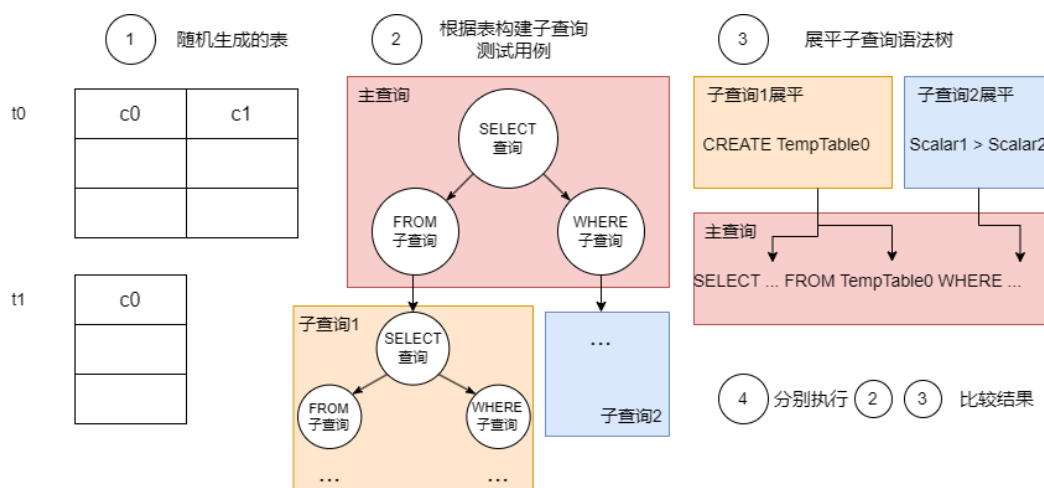 1
随机生成的表
t0
c0
c1
t1
c0
2
根据表构建子查询
测试用例
主查询
SELECT
查询
FROM
子查询
WHERE
子查询
子查询1
SELECT
查询
FROM
子查询
WHERE
子查询
...
...
...
子查询2
3
展平子查询语法树
子查询1展平
CREATE TempTable0
子查询2展平
Scalar1 > Scalar2
主查询
SELECT ... FROM TempTable0 WHERE ...
4 分别执行 2 3 比较结果